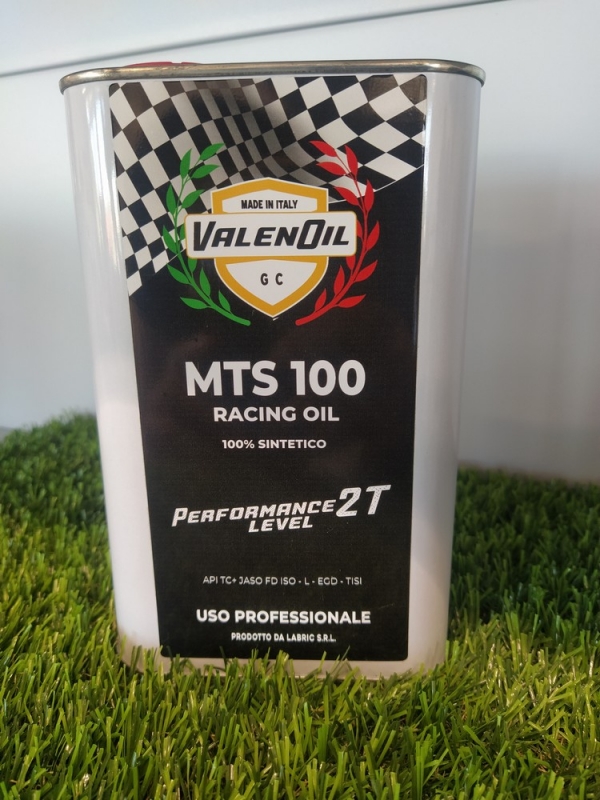 MADE IN ITALY
VALENOIL
G C
MTS 100
RACING OIL
100% SINTETICO
PERFORMANCE 2T
LEVEL
API TC+ JASO FD ISO - L - EGD - TISI
USO PROFESSIONALE
PRODOTTO DA LABRIC S.R.L.